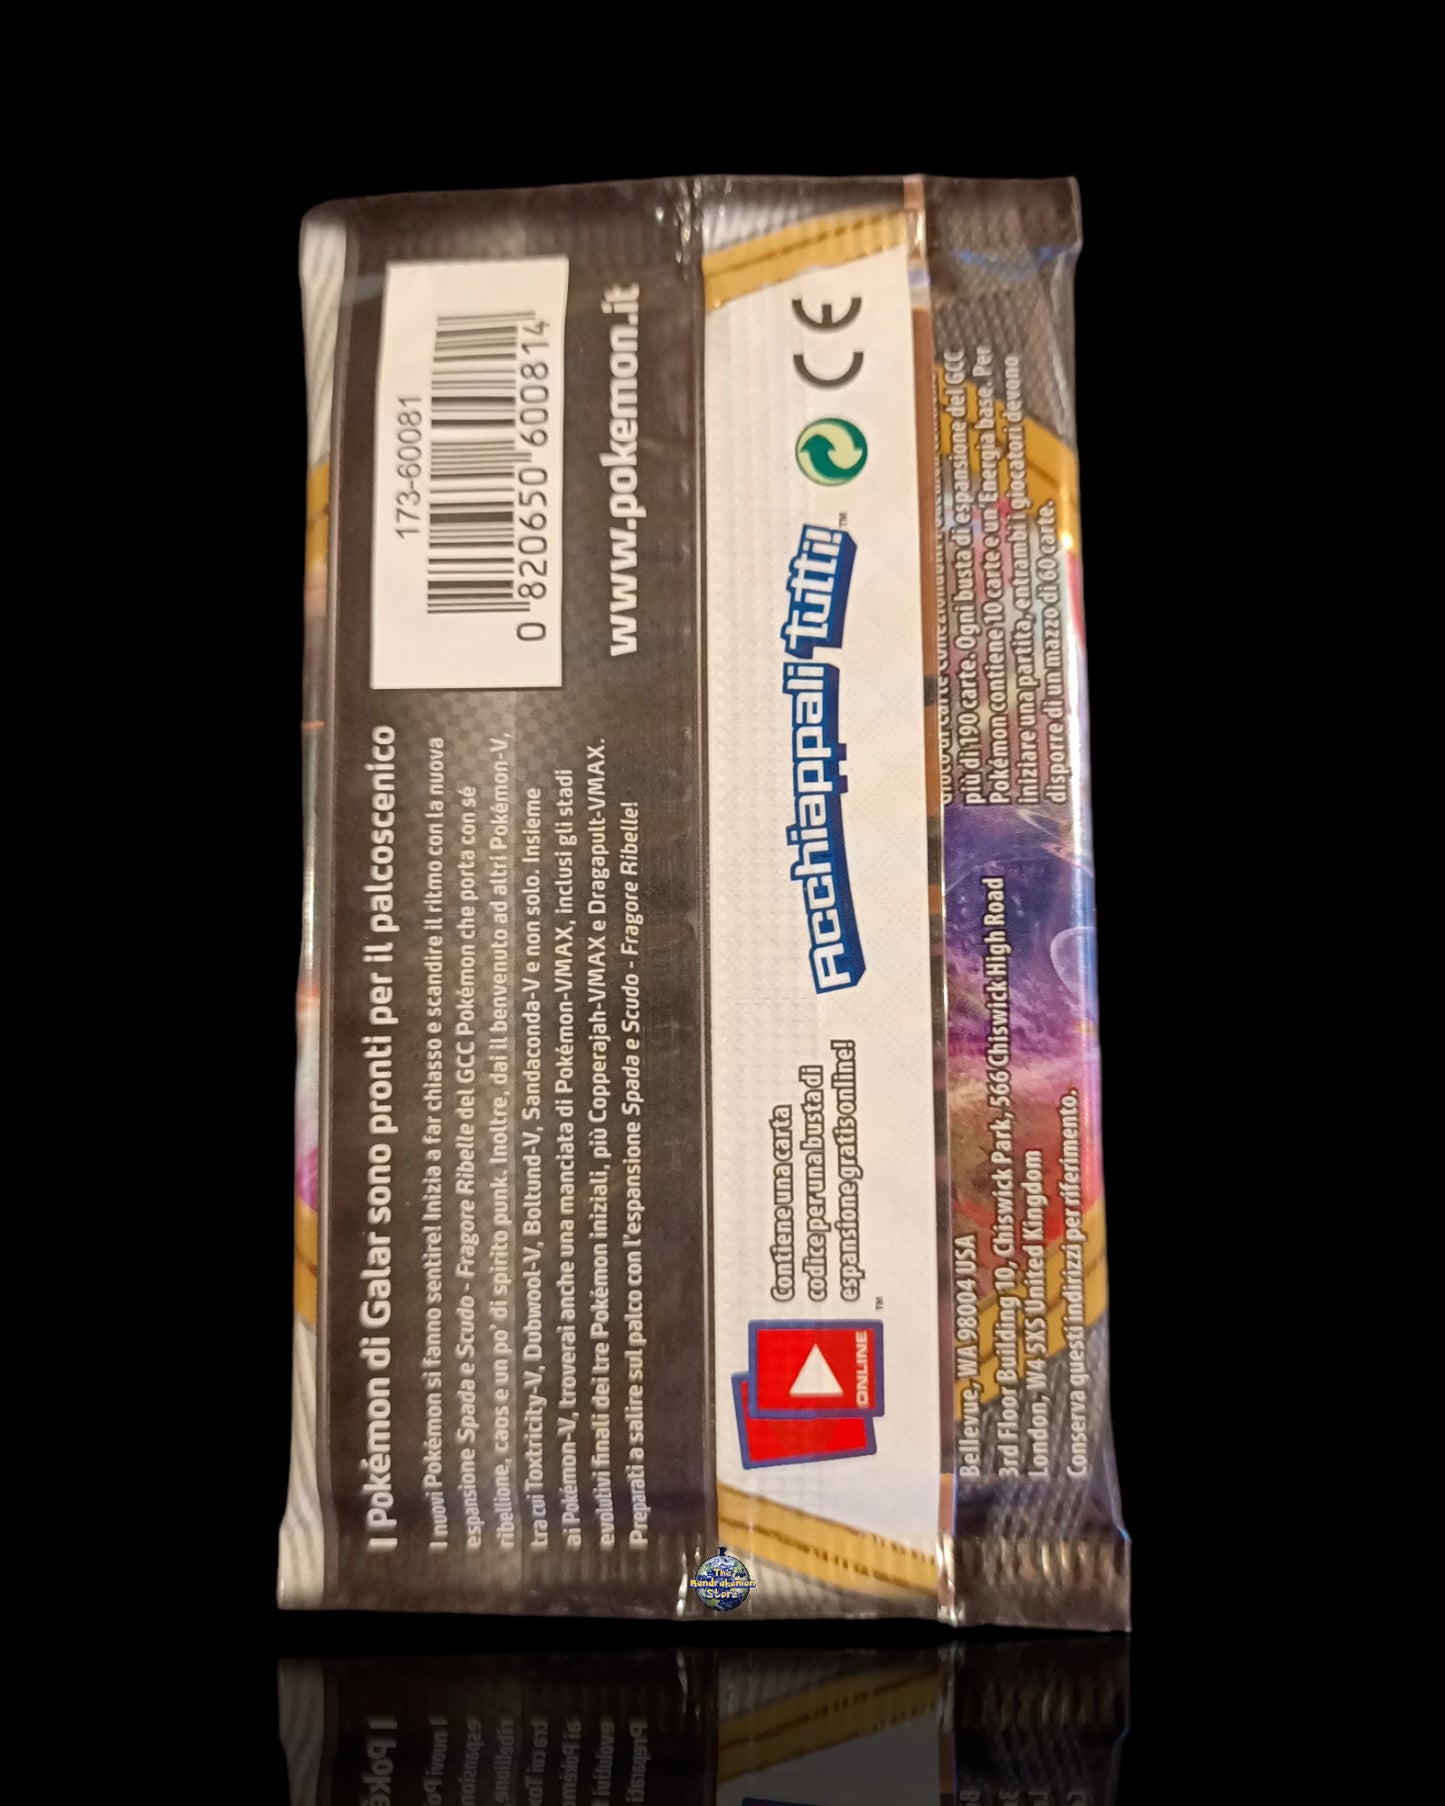 I Pokémon di Galar sono pronti per il palcoscenico
I nuovi Pokémon si fanno sentire! Inizia a far chiasso e scandire il ritmo con la nuova
espansione Spada e Scudo - Fragore Ribelle del GCC Pokémon che porta con sé
ribellione, caos e un po' di spirito punk. Inoltre, dai il benvenuto ad altri Pokémon-V,
tra cui Toxtricity-V, Dubwool-V, Boltund-V, Sandaconda-V e non solo. Insieme
ai Pokémon-V, troverai anche una manciata di Pokémon-VMAX, inclusi gli stadi
evolutivi finali dei tre Pokémon iniziali, più Copperajah-VMAX e Dragapult-VMAX.
Preparati a salire sul palco con l'espansione Spada e Scudo - Fragore Ribelle!
173-60081
0 820650 600814
www.pokemon.it
ONLINE
TM
Contiene una carta
codice per una busta di
espansione gratis online!
Acchiappali tutti!
TM
CE
più di 190 carte. Ogni busta di espansione del GCC
Pokémon contiene 10 carte e un'Energia base. Per
iniziare una partita, entrambi i giocatori devono
disporre di un mazzo di 60 carte.
Bellevue, WA 98004 USA
3rd Floor Building 10, Chiswick Park, 566 Chiswick High Road
London, W4 5XS United Kingdom
Conserva questi indirizzi per riferimento.
The
Mandrakemon
Store